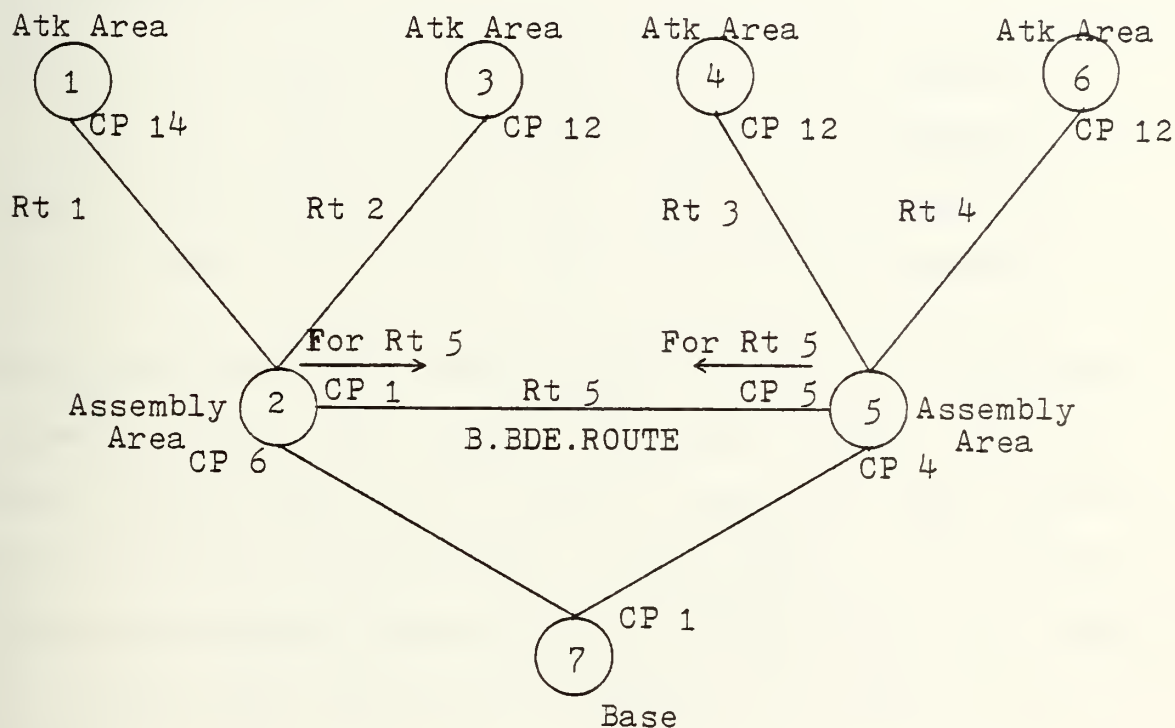 Atk Area Atk Area Atk Area Atk Area
1 3 4 6
CP 14 CP 12 CP 12 CP 12
Rt 1 Rt 2 Rt 3 Rt 4
For Rt 5 For Rt 5
CP 1 Rt 5 CP 5
Assembly 2 5 Assembly
Area B.BDE.ROUTE Area
CP 6 CP 4
CP 1
7
Base